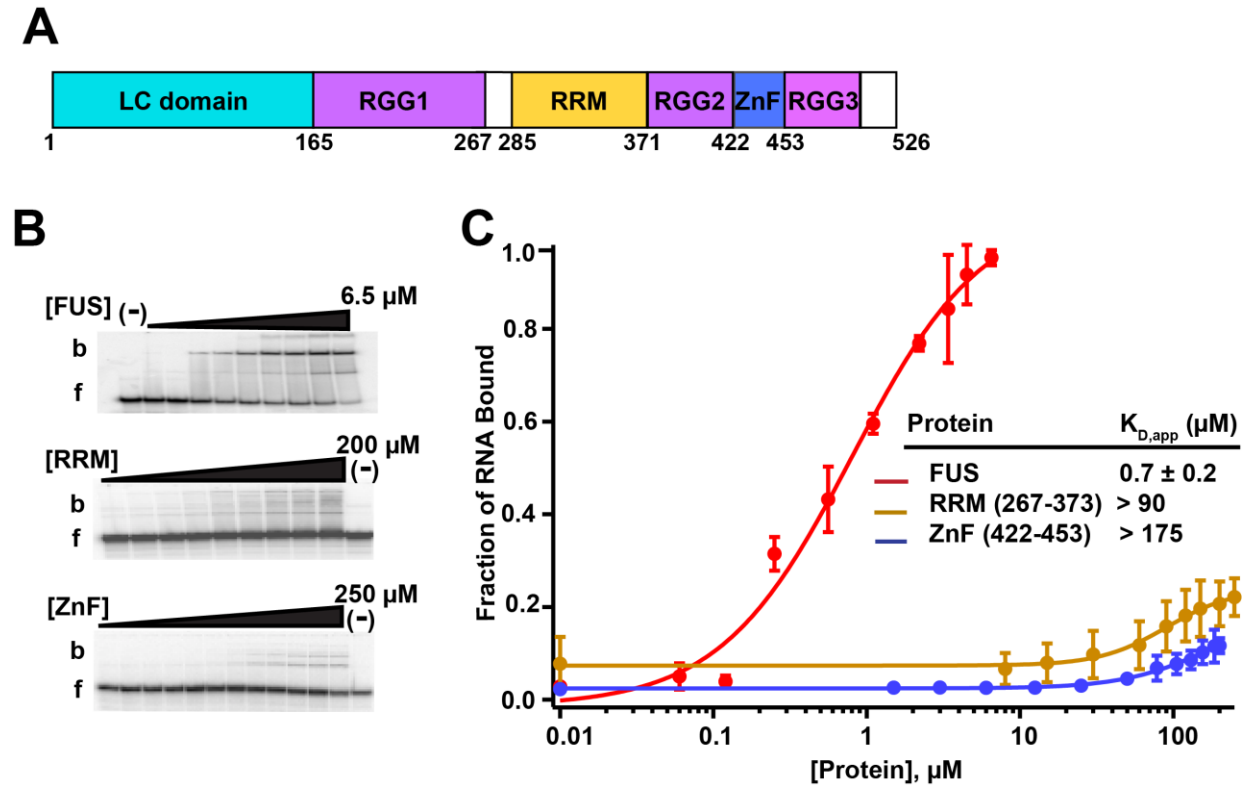 A
LC domain RGG1 RRM RGG2 ZnF RGG3
1 165 267 285 371 422 453 526
B
[FUS] (-) 6.5 µM
b
f
[RRM] 200 µM (-)
b
f
[ZnF] 250 µM (-)
b
f
C
Fraction of RNA Bound
1.0
0.8
0.6
0.4
0.2
0.0
Protein K_D,app (µM)
FUS 0.7 ± 0.2
RRM (267-373) > 90
ZnF (422-453) > 175
0.01 0.1 1 10 100
[Protein], µM